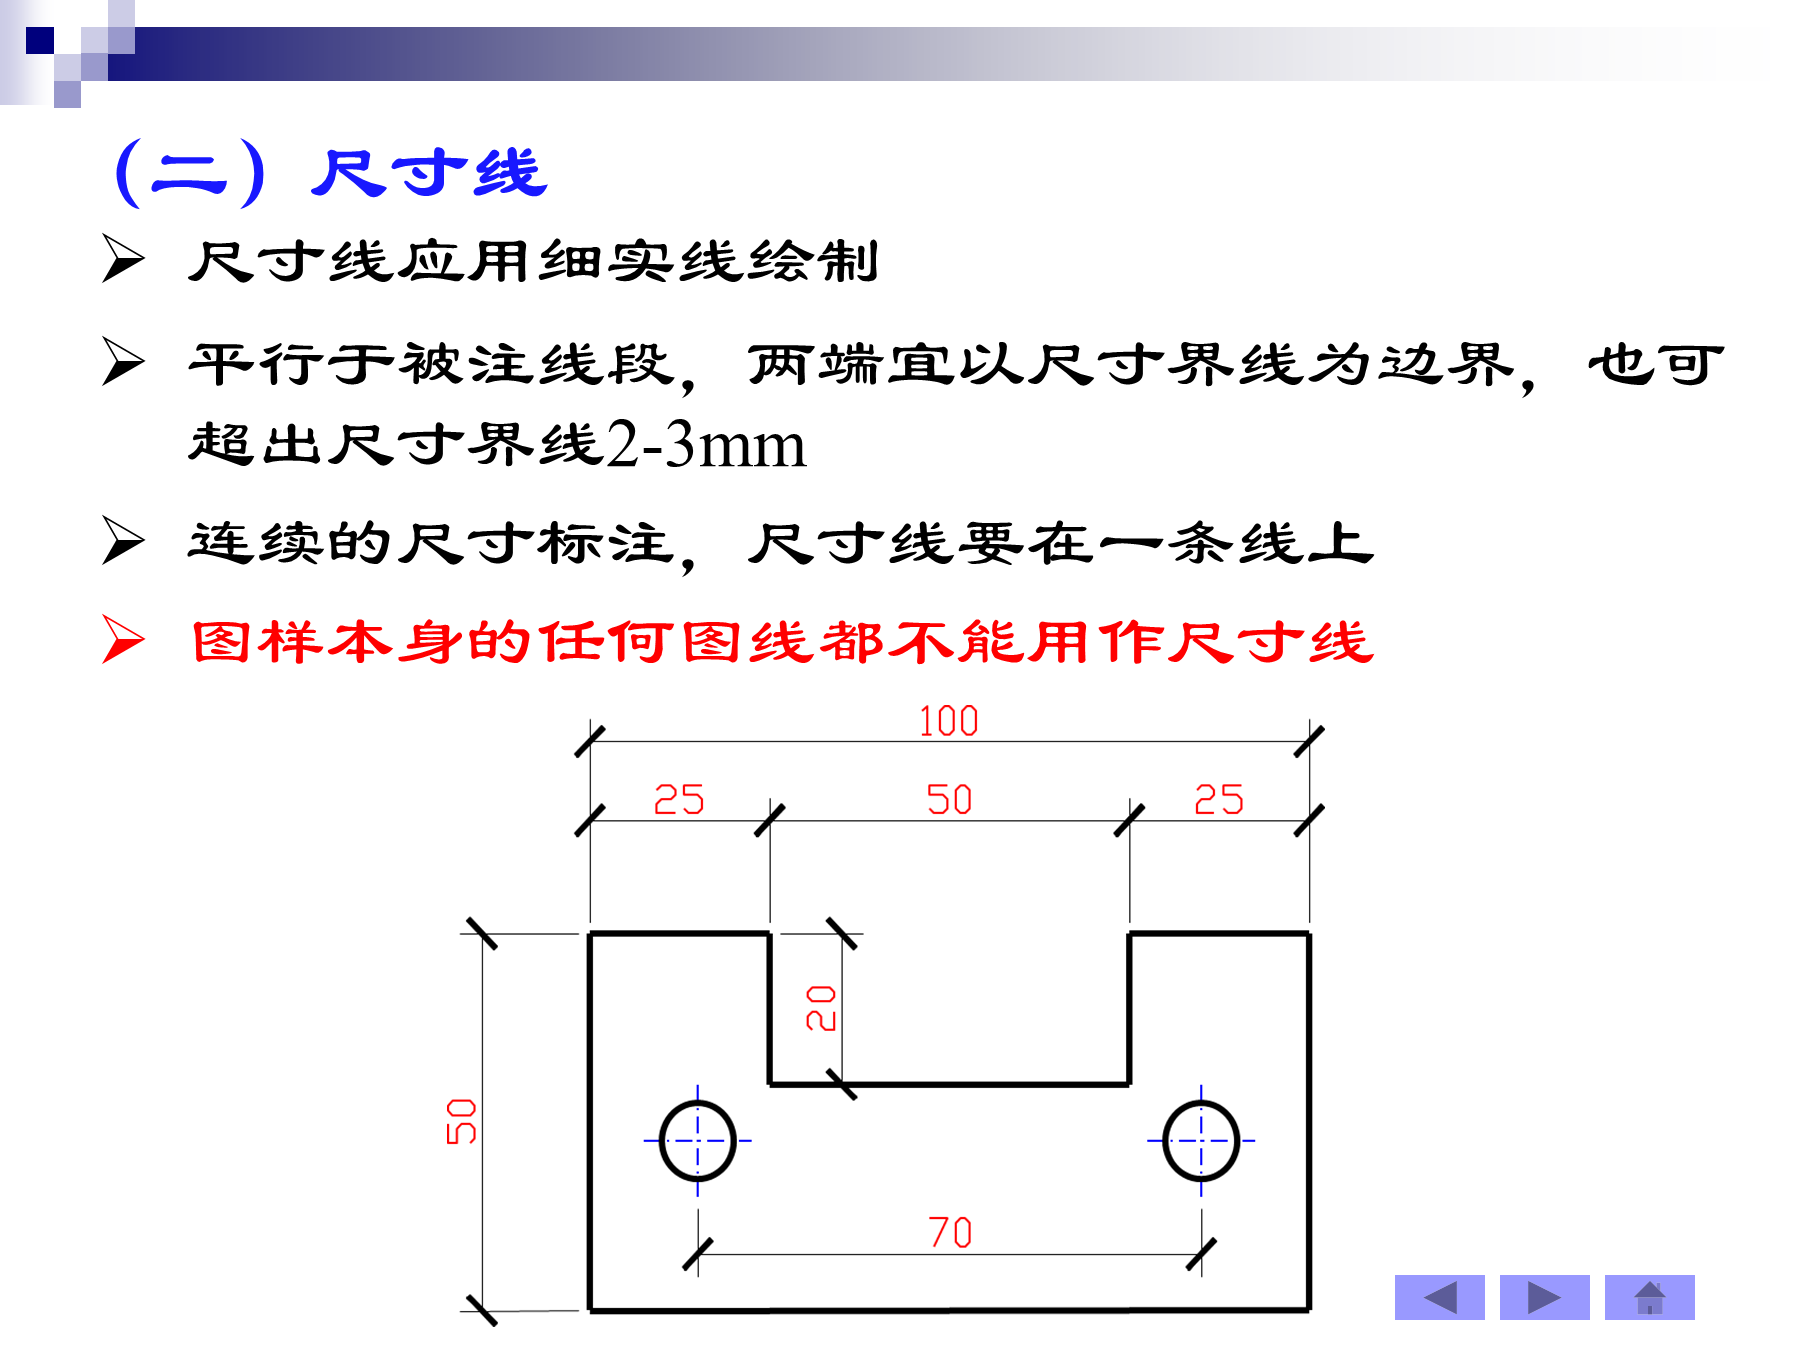 （二）尺寸线
尺寸线应用细实线绘制
平行于被注线段，两端宜以尺寸界线为边界，也可
超出尺寸界线2-3mm
连续的尺寸标注，尺寸线要在一条线上
图样本身的任何图线都不能用作尺寸线
100
25 50 25
20
50
70